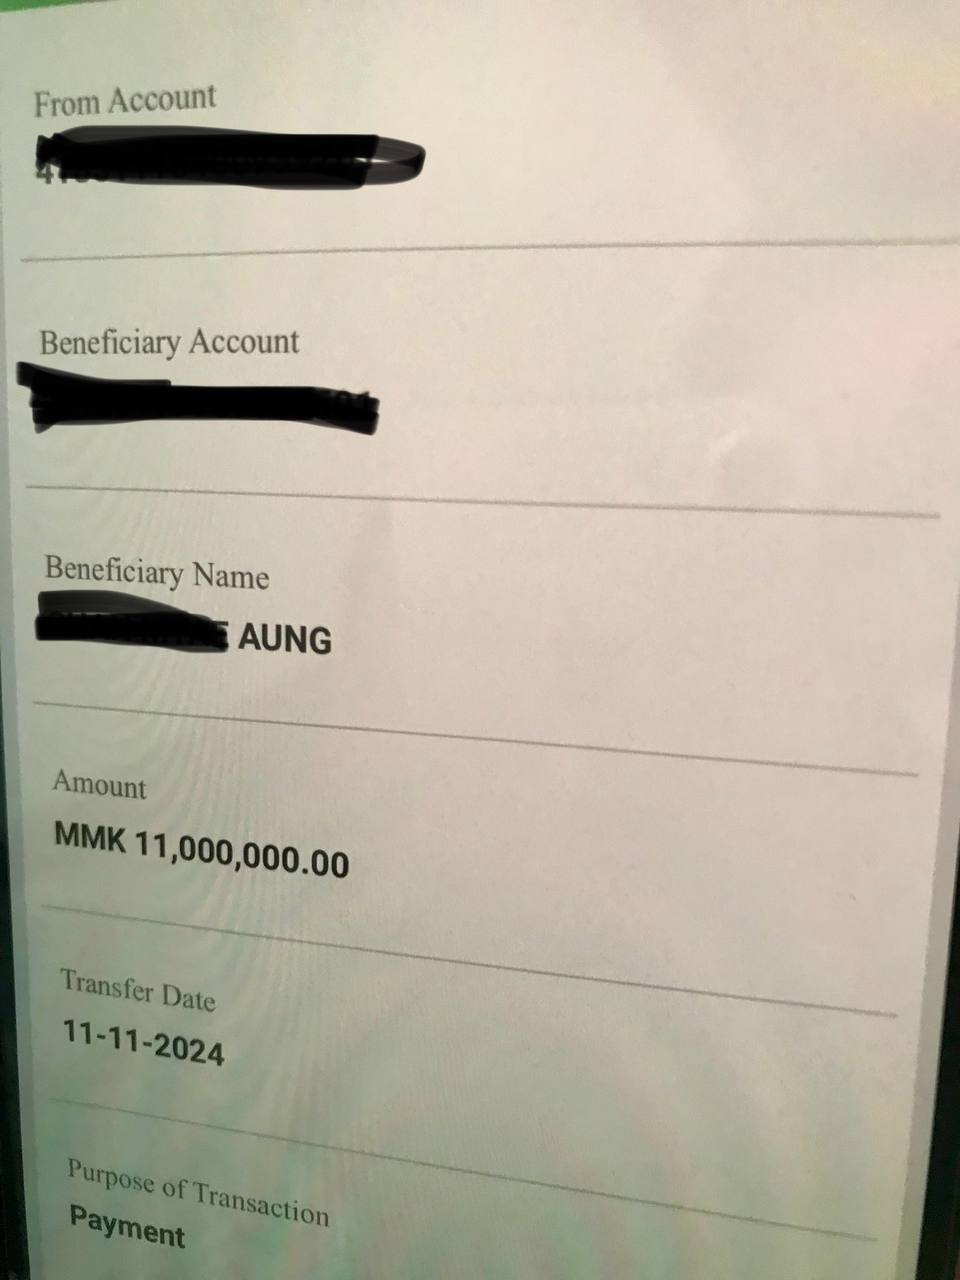 From Account
Beneficiary Account
Beneficiary Name
AUNG
Amount
MMK 11,000,000.00
Transfer Date
11-11-2024
Purpose of Transaction
Payment